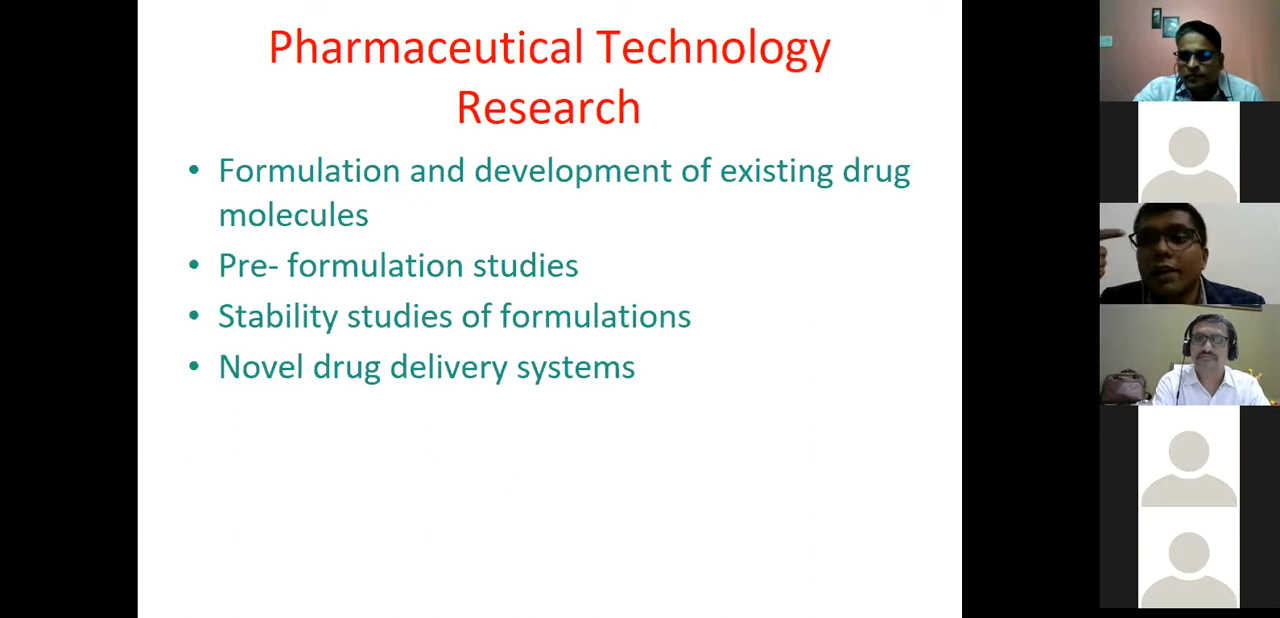 Pharmaceutical Technology
Research
• Formulation and development of existing drug
molecules
• Pre- formulation studies
• Stability studies of formulations
• Novel drug delivery systems